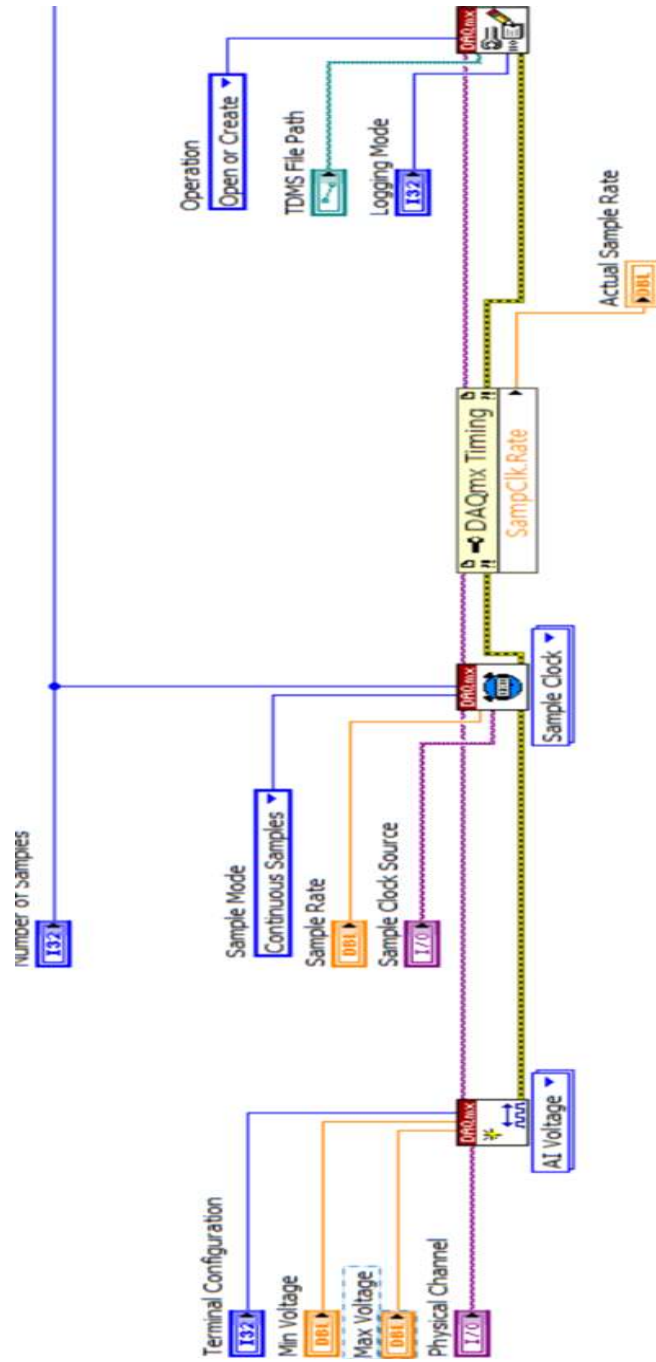 Terminal Configuration
I32
Min Voltage
DBL
Max Voltage
DBL
Physical Channel
I/O
DAQmx
AI Voltage
Number of Samples
I32
Sample Mode
Continuous Samples
Sample Rate
DBL
Sample Clock Source
I/O
DAQmx
Sample Clock
DAQmx Timing
SampClk.Rate
Actual Sample Rate
DBL
Operation
Open or Create
TDMS File Path
Logging Mode
I32
DAQmx